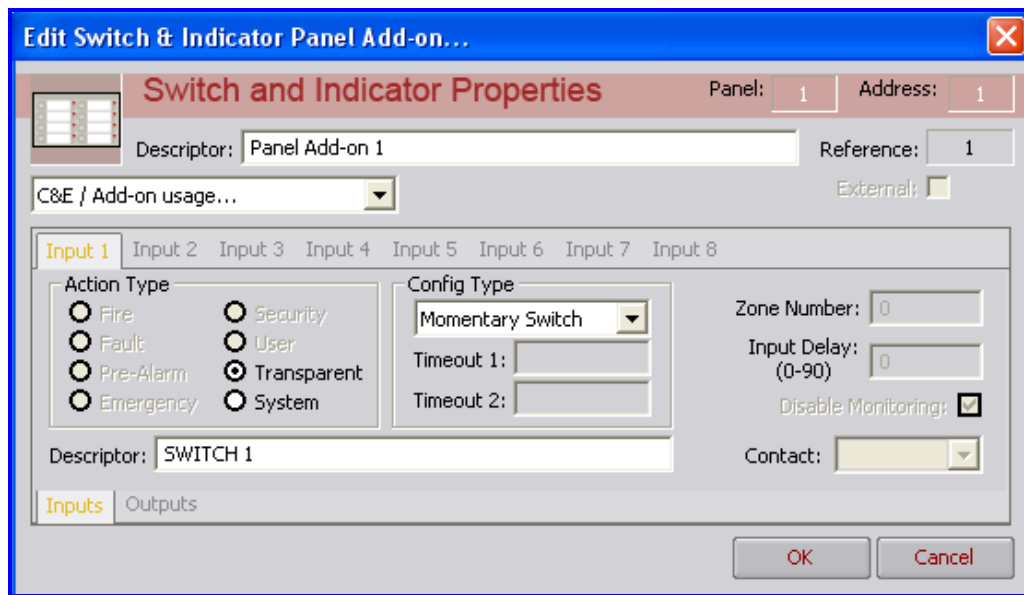 Edit Switch & Indicator Panel Add-on...
Switch and Indicator Properties Panel: 1 Address: 1
Descriptor: Panel Add-on 1 Reference: 1
C&E / Add-on usage... External:
Input 1 Input 2 Input 3 Input 4 Input 5 Input 6 Input 7 Input 8
Action Type Config Type
Fire Security Momentary Switch Zone Number: 0
Fault User Timeout 1: Input Delay: 0
(0-90)
Pre-Alarm Transparent
Emergency System Timeout 2: Disable Monitoring:
Descriptor: SWITCH 1 Contact:
Inputs Outputs
OK Cancel